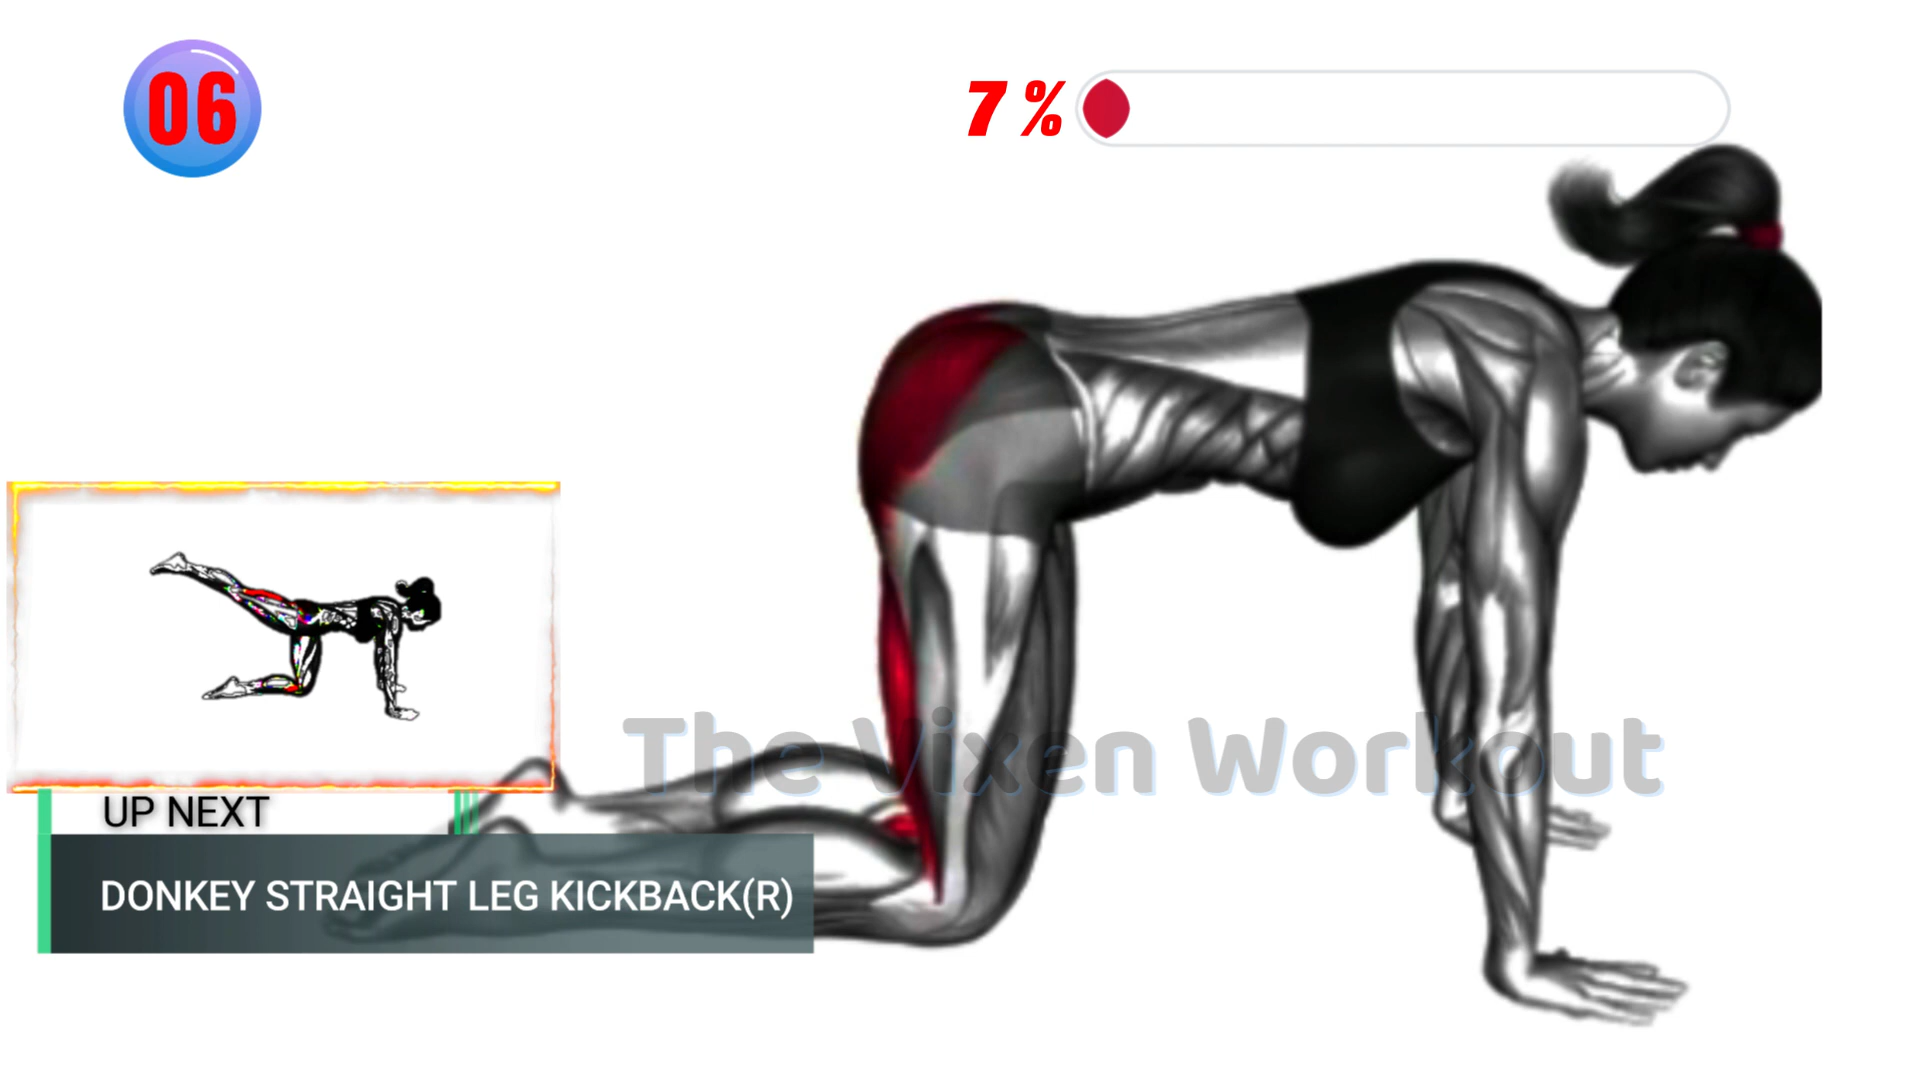 06
7 %
The Vixen Workout
UP NEXT
DONKEY STRAIGHT LEG KICKBACK(R)